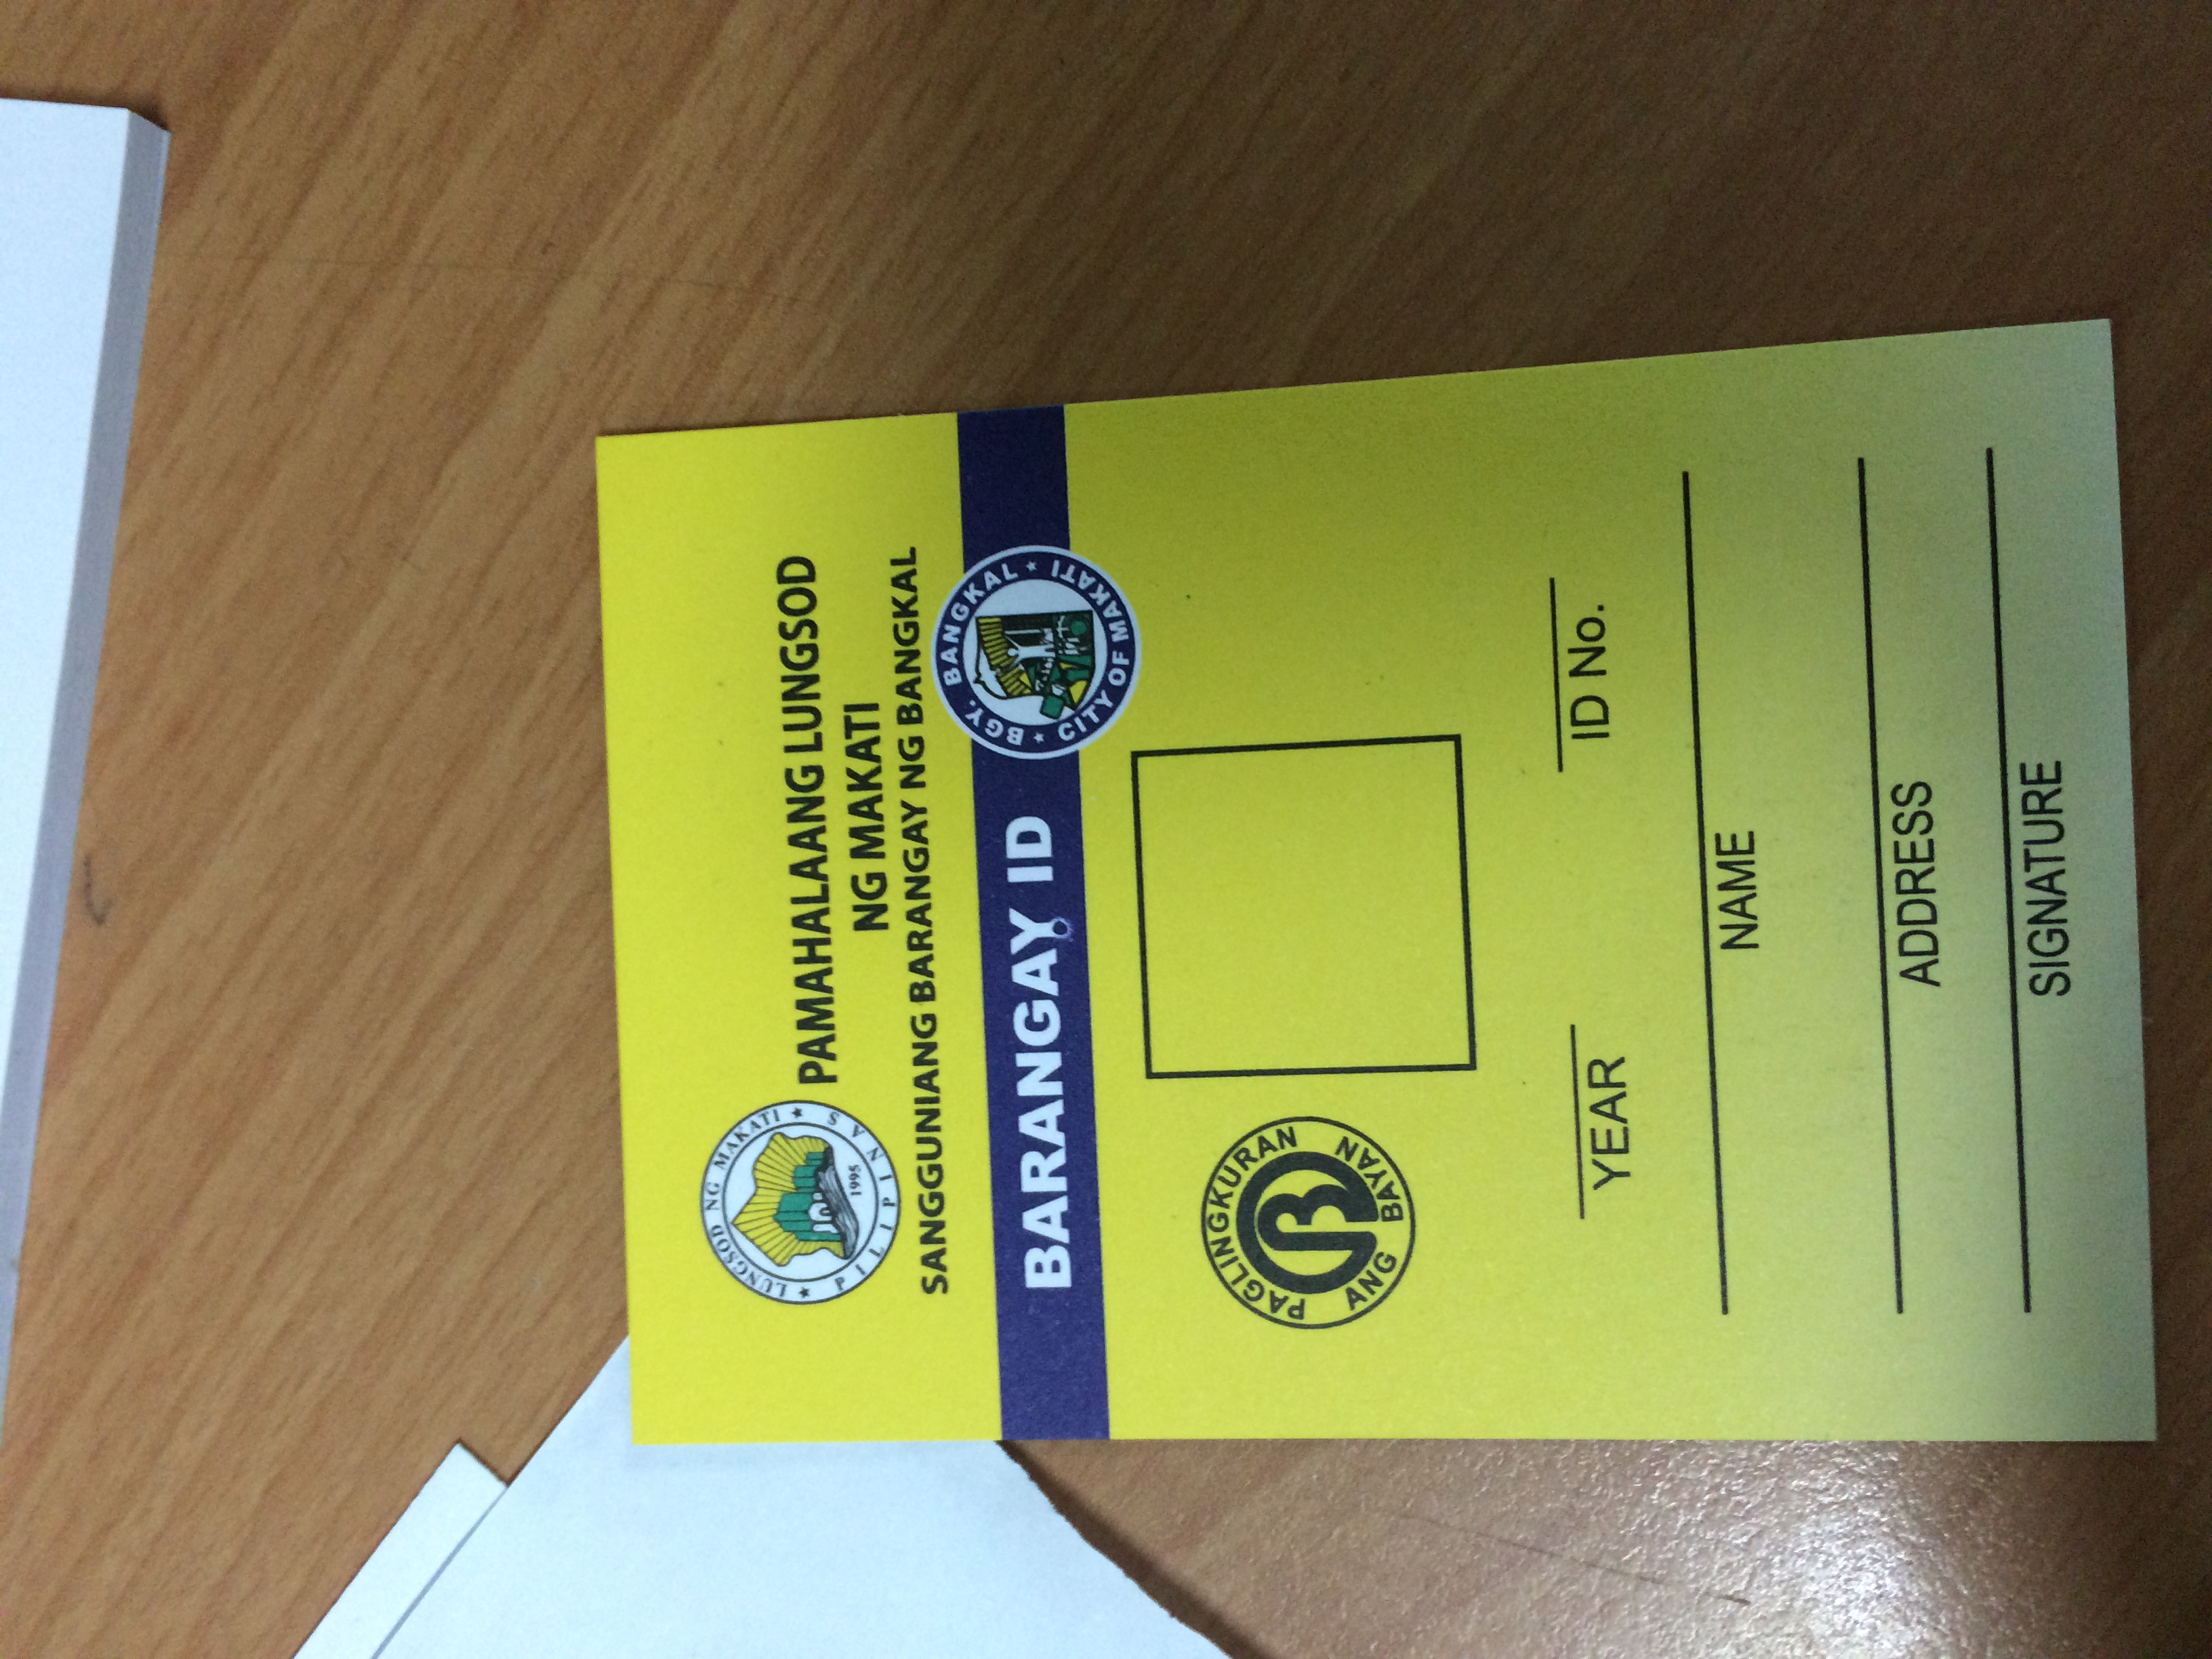 LUNGSOD NG MAKATI
PILIPINAS
1995
PAMAHALAANG LUNGSOD
NG MAKATI
SANGGUNIANG BARANGAY NG BANGKAL
BARANGAY ID
BGY. BANGKAL
CITY OF MAKATI
PAGLINGKURAN
ANG BAYAN
B
YEAR
ID No.
NAME
ADDRESS
SIGNATURE